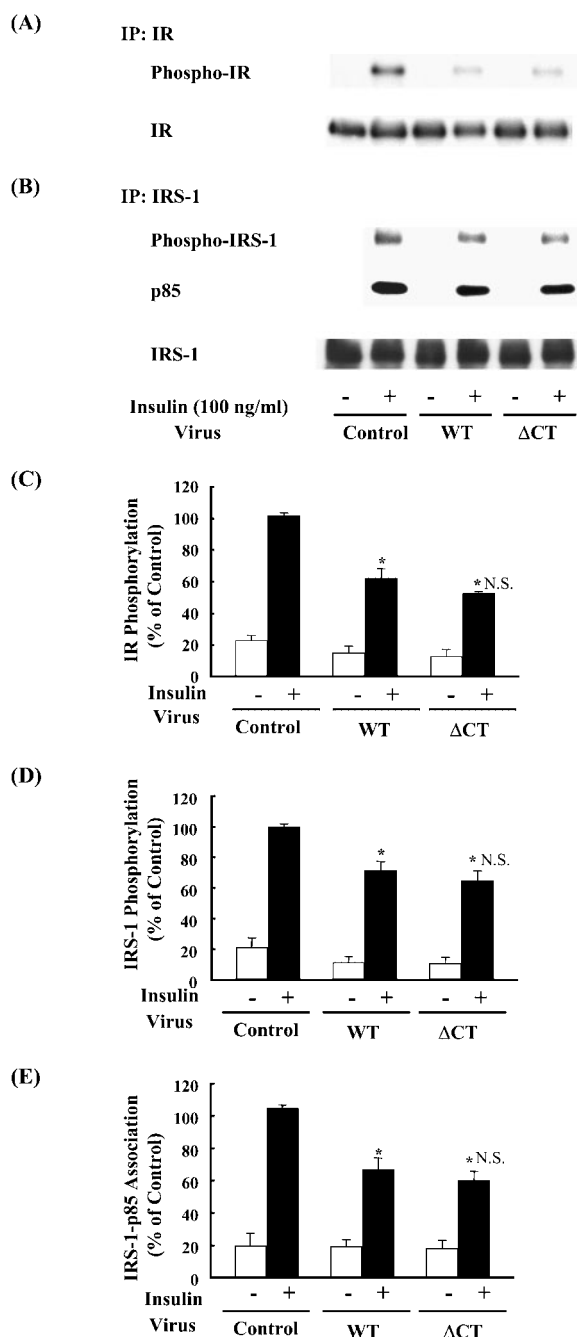 (A)
IP: IR
Phospho-IR
IR
(B)
IP: IRS-1
Phospho-IRS-1
p85
IRS-1
- + - + - +
Insulin (100 ng/ml)
Virus Control WT ΔCT
(C)
IR Phosphorylation
(% of Control)
120
100
80
60
40
20
0
*
* N.S.
Insulin - + - + - +
Virus
Control WT ΔCT
(D)
IRS-1 Phosphorylation
(% of Control)
120
100
80
60
40
20
0
*
* N.S.
Insulin - + - + - +
Virus
Control WT ΔCT
(E)
IRS-1-p85 Association
(% of Control)
120
100
80
60
40
20
0
*
* N.S.
Insulin - + - + - +
Virus
Control WT ΔCT